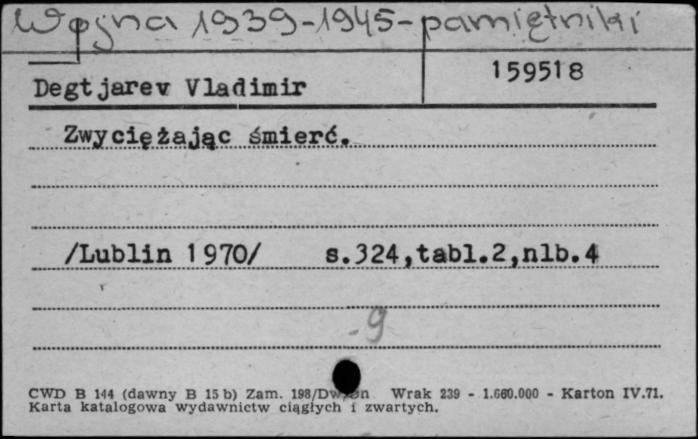 Wojna 1939-1945-pamiętniki
159518
Degtjarev Vladimir
Zwyciężając śmierć.
/Lublin 1970/ s.324,tabl.2,nlb.4
- 9
CWD B 144 (dawny B 15 b) Zam. 198/ Wrak 239 - 1.660.000 - Karton IV.71.
Karta katalogowa wydawnictw ciągłych i zwartych.